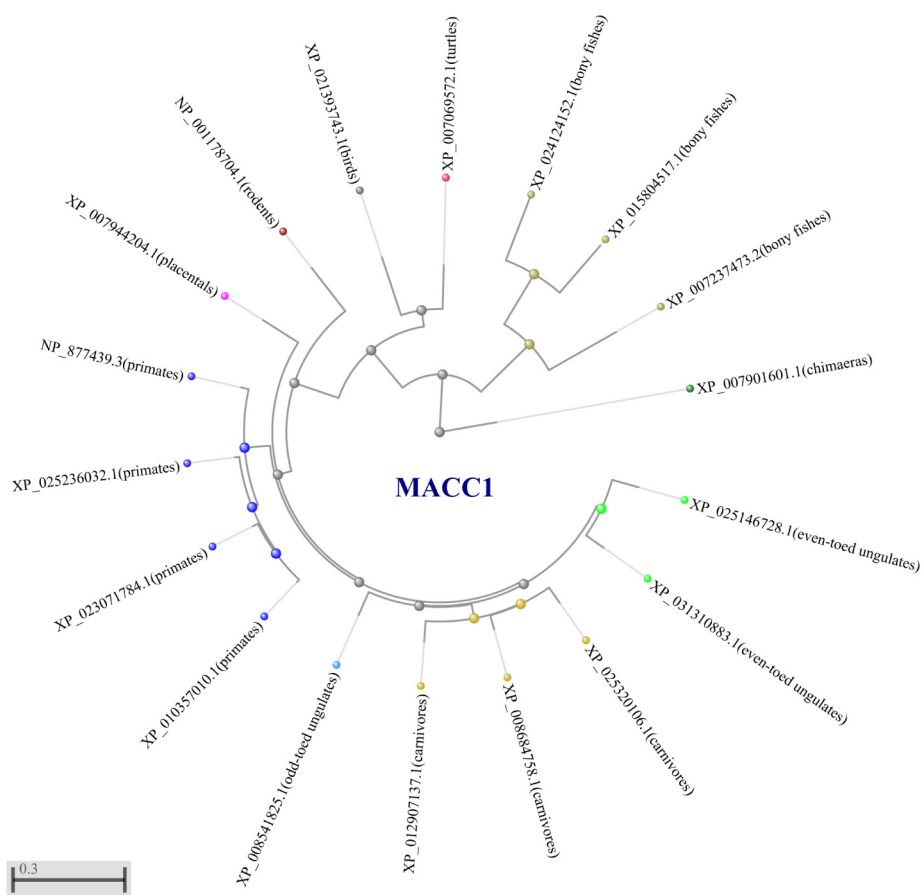 XP_021393743.1(birds)
XP_007069572.1(turtles)
XP_024124152.1(bony fishes)
XP_015804517.1(bony fishes)
XP_007237473.2(bony fishes)
XP_007901601.1(chimaeras)
NP_001178704.1(rodents)
XP_007944204.1(placentals)
NP_877439.3(primates)
XP_025236032.1(primates)
XP_023071784.1(primates)
XP_010357010.1(primates)
MACC1
XP_025146728.1(even-toed ungulates)
XP_031310883.1(even-toed ungulates)
XP_025320106.1(carnivores)
XP_008684758.1(carnivores)
XP_012907137.1(carnivores)
XP_008541825.1(odd-toed ungulates)
0.3